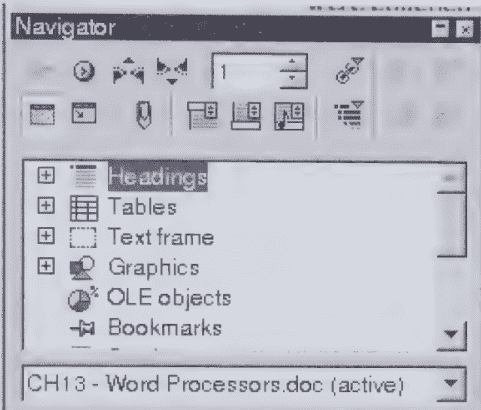 Navigator
1
Headings
Tables
Text frame
Graphics
OLE objects
Bookmarks
CH13 - Word Processors.doc (active)